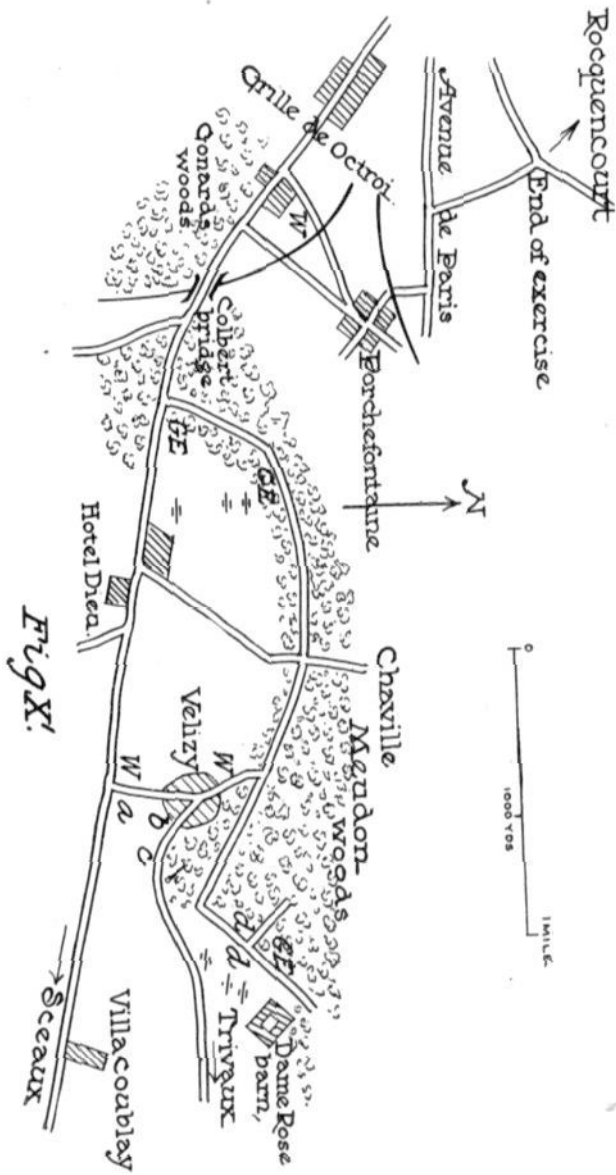 Rocquencourt
End of exercise
Avenue de Paris
0 1000 YDS 1 MILE
Grille de Octroi.
W
Porchefontaine
N
Chaville
Meudon
woods
Gonards
woods
Colbert
bridge
GE
GE
GE
d
d
Dame Rose
barn,
Velizy
W
W
a
b
c
Trivaux
Hotel Dieu.
Villacoublay
Sceaux
Fig X'.